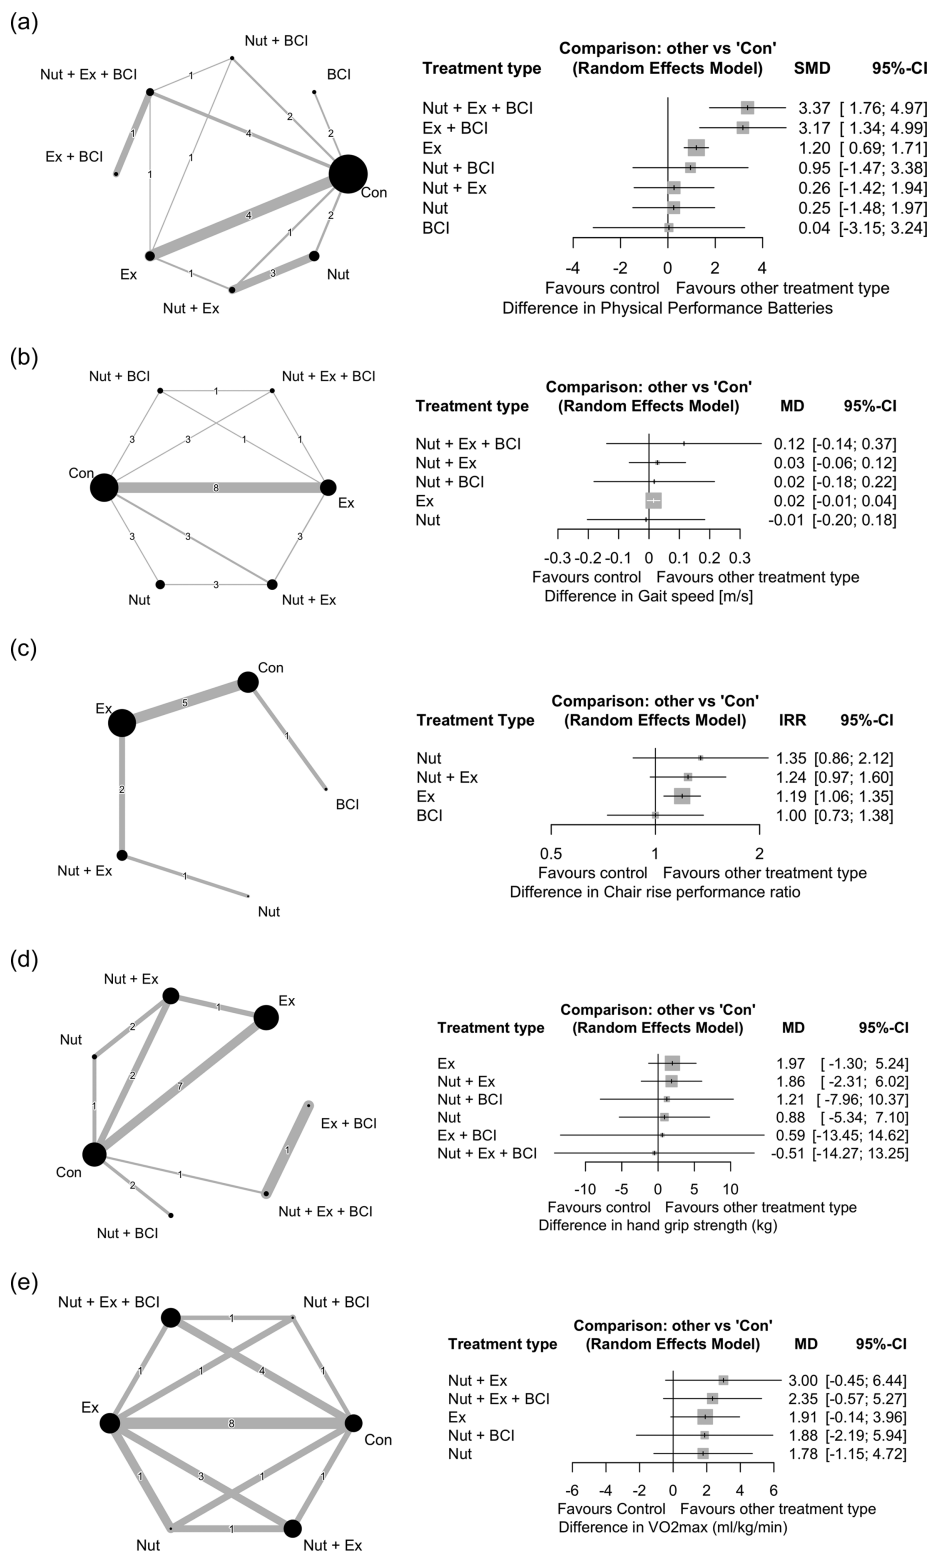 (a)
Nut + BCI
Nut + Ex + BCI
BCI
Ex + BCI
Con
Ex
Nut
Nut + Ex
1
2
2
4
1
1
1
4
1
2
1
3
Comparison: other vs 'Con'
Treatment type (Random Effects Model) SMD 95%-CI
Nut + Ex + BCI 3.37 [ 1.76; 4.97]
Ex + BCI 3.17 [ 1.34; 4.99]
Ex 1.20 [ 0.69; 1.71]
Nut + BCI 0.95 [-1.47; 3.38]
Nut + Ex 0.26 [-1.42; 1.94]
Nut 0.25 [-1.48; 1.97]
BCI 0.04 [-3.15; 3.24]
-4 -2 0 2 4
Favours control Favours other treatment type
Difference in Physical Performance Batteries
(b)
Nut + BCI
Nut + Ex + BCI
Con
Ex
Nut
Nut + Ex
1
3
3
1
1
8
3
3
3
3
Comparison: other vs 'Con'
Treatment type (Random Effects Model) MD 95%-CI
Nut + Ex + BCI 0.12 [-0.14; 0.37]
Nut + Ex 0.03 [-0.06; 0.12]
Nut + BCI 0.02 [-0.18; 0.22]
Ex 0.02 [-0.01; 0.04]
Nut -0.01 [-0.20; 0.18]
-0.3 -0.2 -0.1 0 0.1 0.2 0.3
Favours control Favours other treatment type
Difference in Gait speed [m/s]
(c)
Con
Ex
BCI
Nut + Ex
Nut
5
1
2
1
Comparison: other vs 'Con'
Treatment Type (Random Effects Model) IRR 95%-CI
Nut 1.35 [0.86; 2.12]
Nut + Ex 1.24 [0.97; 1.60]
Ex 1.19 [1.06; 1.35]
BCI 1.00 [0.73; 1.38]
0.5 1 2
Favours control Favours other treatment type
Difference in Chair rise performance ratio
(d)
Nut + Ex
Ex
Nut
Ex + BCI
Con
Nut + Ex + BCI
Nut + BCI
1
2
2
7
1
1
1
2
Comparison: other vs 'Con'
Treatment type (Random Effects Model) MD 95%-CI
Ex 1.97 [ -1.30; 5.24]
Nut + Ex 1.86 [ -2.31; 6.02]
Nut + BCI 1.21 [ -7.96; 10.37]
Nut 0.88 [ -5.34; 7.10]
Ex + BCI 0.59 [-13.45; 14.62]
Nut + Ex + BCI -0.51 [-14.27; 13.25]
-10 -5 0 5 10
Favours control Favours other treatment type
Difference in hand grip strength (kg)
(e)
Nut + Ex + BCI
Nut + BCI
Ex
Con
Nut
Nut + Ex
1
1
1
4
1
8
1
3
1
1
1
Comparison: other vs 'Con'
Treatment type (Random Effects Model) MD 95%-CI
Nut + Ex 3.00 [-0.45; 6.44]
Nut + Ex + BCI 2.35 [-0.57; 5.27]
Ex 1.91 [-0.14; 3.96]
Nut + BCI 1.88 [-2.19; 5.94]
Nut 1.78 [-1.15; 4.72]
-6 -4 -2 0 2 4 6
Favours Control Favours other treatment type
Difference in VO2max (ml/kg/min)